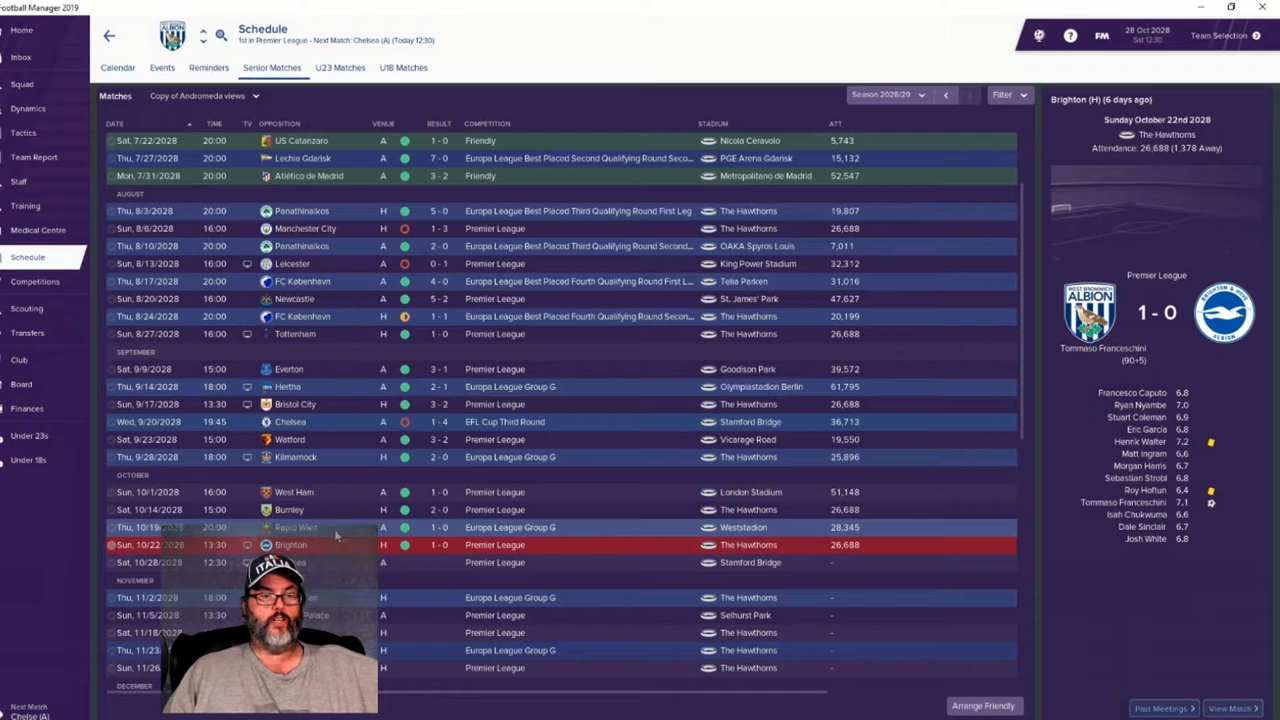 Football Manager 2019
Home
Inbox
Squad
Dynamics
Tactics
Team Report
Staff
Training
Medical Centre
Schedule
Competitions
Scouting
Transfers
Club
Board
Finances
Under 23s
Under 18s
Next Match
Chelse (A)
Schedule
1st in Premier League - Next Match: Chelsea (A) (Today 12:30)
28 Oct 2028
Sat 12:30
FM
Team Selection
Calendar Events Reminders Senior Matches U23 Matches U18 Matches
Matches Copy of Andromeda views Season 2028/29 Filter
DATE TIME TV OPPOSITION VENUE RESULT COMPETITION STADIUM ATT
Sat, 7/22/2028 20:00 US Catanzaro A 1 - 0 Friendly Nicola Ceravolo 5,743
Thu, 7/27/2028 20:00 Lechia Gdańsk A 7 - 0 Europa League Best Placed Second Qualifying Round Seco... PGE Arena Gdańsk 15,132
Mon, 7/31/2028 20:00 Atlético de Madrid A 3 - 2 Friendly Metropolitano de Madrid 52,547
AUGUST
Thu, 8/3/2028 20:00 Panathinaikos H 5 - 0 Europa League Best Placed Third Qualifying Round First Leg The Hawthorns 19,807
Sun, 8/6/2028 16:00 Manchester City H 1 - 3 Premier League The Hawthorns 26,688
Thu, 8/10/2028 20:00 Panathinaikos A 2 - 0 Europa League Best Placed Third Qualifying Round Second... OAKA Spyros Louis 7,011
Sun, 8/13/2028 16:00 Leicester A 0 - 1 Premier League King Power Stadium 32,312
Thu, 8/17/2028 20:00 FC København A 4 - 0 Europa League Best Placed Fourth Qualifying Round First L... Telia Parken 31,016
Sun, 8/20/2028 16:00 Newcastle A 5 - 2 Premier League St. James' Park 47,627
Thu, 8/24/2028 20:00 FC København H 1 - 1 Europa League Best Placed Fourth Qualifying Round Secon... The Hawthorns 20,199
Sun, 8/27/2028 16:00 Tottenham H 1 - 0 Premier League The Hawthorns 26,688
SEPTEMBER
Sat, 9/9/2028 15:00 Everton A 3 - 1 Premier League Goodison Park 39,572
Thu, 9/14/2028 18:00 Hertha A 2 - 1 Europa League Group G Olympiastadion Berlin 61,795
Sun, 9/17/2028 13:30 Bristol City H 3 - 2 Premier League The Hawthorns 26,688
Wed, 9/20/2028 19:45 Chelsea A 1 - 4 EFL Cup Third Round Stamford Bridge 36,713
Sat, 9/23/2028 15:00 Watford A 3 - 2 Premier League Vicarage Road 19,550
Thu, 9/28/2028 18:00 Kilmarnock H 2 - 0 Europa League Group G The Hawthorns 25,896
OCTOBER
Sun, 10/1/2028 16:00 West Ham A 1 - 0 Premier League London Stadium 51,148
Sat, 10/14/2028 15:00 Burnley H 2 - 0 Premier League The Hawthorns 26,688
Thu, 10/19/2028 20:00 Rapid Wien A 1 - 0 Europa League Group G Weststadion 28,345
Sun, 10/22/2028 13:30 Brighton H 1 - 0 Premier League The Hawthorns 26,688
Sat, 10/28/2028 12:30 A Premier League Stamford Bridge -
NOVEMBER
Thu, 11/2/2028 18:00 H Europa League Group G The Hawthorns -
Sun, 11/5/2028 13:30 Palace A Premier League Selhurst Park -
Sat, 11/18/ H Premier League The Hawthorns -
Thu, 11/23/ H Europa League Group G The Hawthorns -
Sun, 11/26/ H Premier League The Hawthorns -
DECEMBER
Arrange Friendly
ITALIA
Brighton (H) (6 days ago)
Sunday October 22nd 2028
The Hawthorns
Attendance: 26,688 (1,378 Away)
Premier League
WEST BROMWICH
ALBION
1 - 0
BRIGHTON & HOVE
ALBION
Tommaso Franceschini
(90+5)
Francesco Caputo 6.8
Ryan Nyambe 7.0
Stuart Coleman 6.9
Eric Garcia 6.8
Henrik Walter 7.2
Matt Ingram 6.6
Morgan Harris 6.7
Sebastian Strobl 6.8
Roy Hoftun 6.4
Tommaso Franceschini 7.1
Isah Chukwuma 6.6
Dale Sinclair 6.7
Josh White 6.8
Past Meetings
View Match